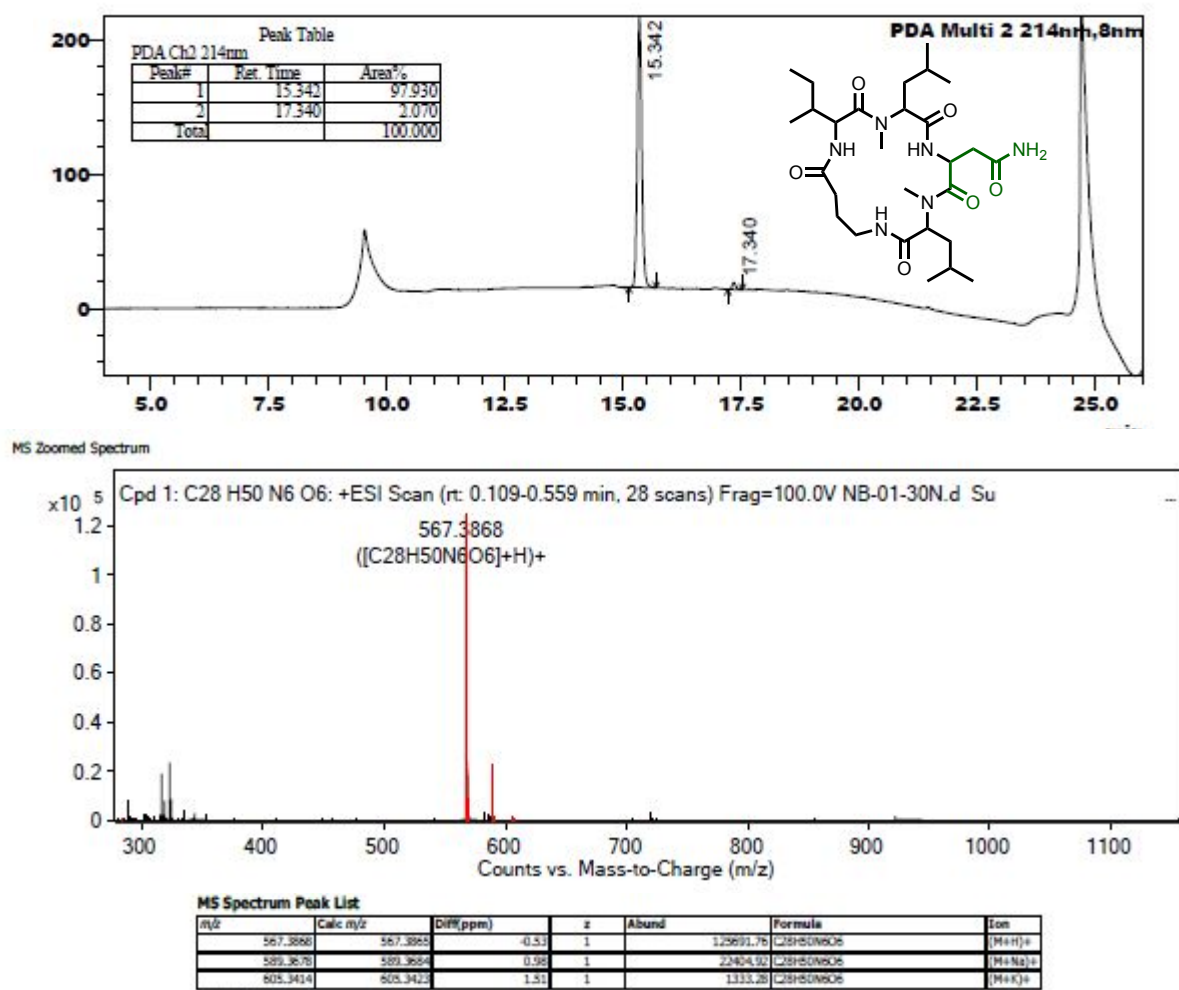 Peak Table
PDA Ch2 214nm
Peak# Ret. Time Area%
1 15.342 97.930
2 17.340 2.070
Total 100.000
PDA Multi 2 214nm,8nm
200
100
0
15.342
17.340
O
N
O
HN
NH
O
NH2
O
N
O
H
N
O
O
5.0 7.5 10.0 12.5 15.0 17.5 20.0 22.5 25.0
MS Zoomed Spectrum
x10 5
Cpd 1: C28 H50 N6 O6: +ESI Scan (rt: 0.109-0.559 min, 28 scans) Frag=100.0V NB-01-30N.d Su ...
567.3868
([C28H50N6O6]+H)+
1.2
1
0.8
0.6
0.4
0.2
0
300 400 500 600 700 800 900 1000 1100
Counts vs. Mass-to-Charge (m/z)
MS Spectrum Peak List
m/z Calc m/z Diff(ppm) z Abund Formula Ion
567.3868 567.3865 -0.53 1 125691.76 C28H50N6O6 (M+H)+
589.3678 589.3684 0.98 1 22404.92 C28H50N6O6 (M+Na)+
605.3414 605.3423 1.51 1 1333.28 C28H50N6O6 (M+K)+